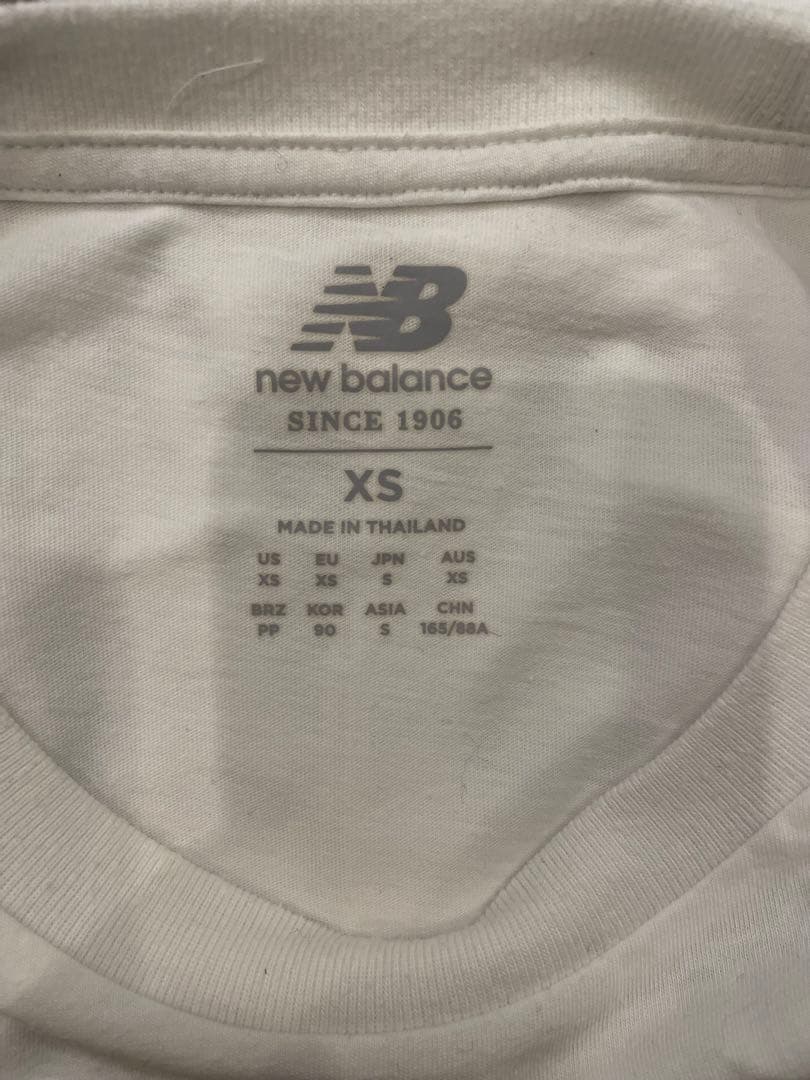 NB
new balance
SINCE 1906
XS
MADE IN THAILAND
US EU JPN AUS
XS XS S XS
BRZ KOR ASIA CHN
PP 90 S 165/88A